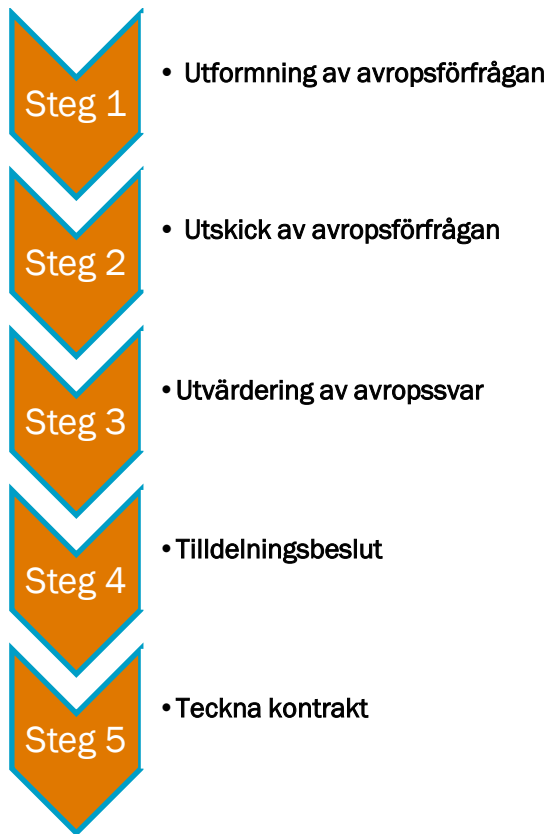 Steg 1
• Utformning av avropsförfrågan
Steg 2
• Utskick av avropsförfrågan
Steg 3
• Utvärdering av avropssvar
Steg 4
• Tilldelningsbeslut
Steg 5
• Teckna kontrakt